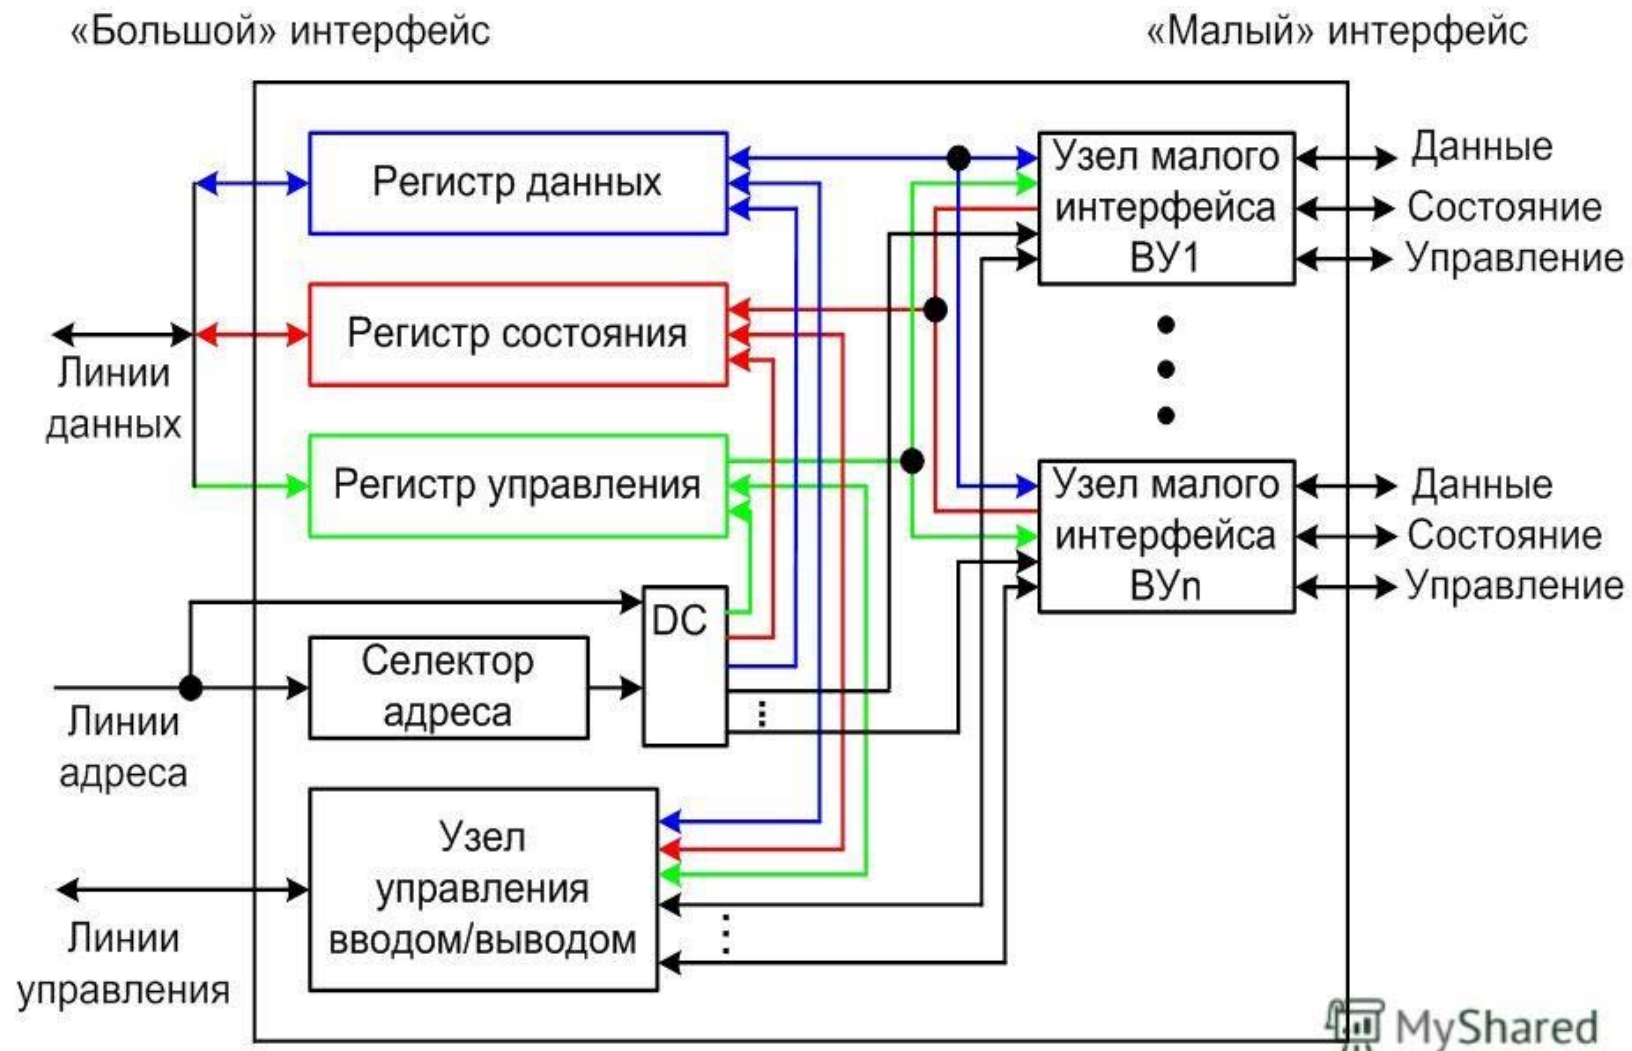 «Большой» интерфейс
«Малый» интерфейс
Регистр данных
Регистр состояния
Регистр управления
Линии
данных
DC
Селектор
адреса
Линии
адреса
Узел
управления
вводом/выводом
Линии
управления
Узел малого
интерфейса
ВУ1
Данные
Состояние
Управление
Узел малого
интерфейса
ВУn
Данные
Состояние
Управление
MyShared